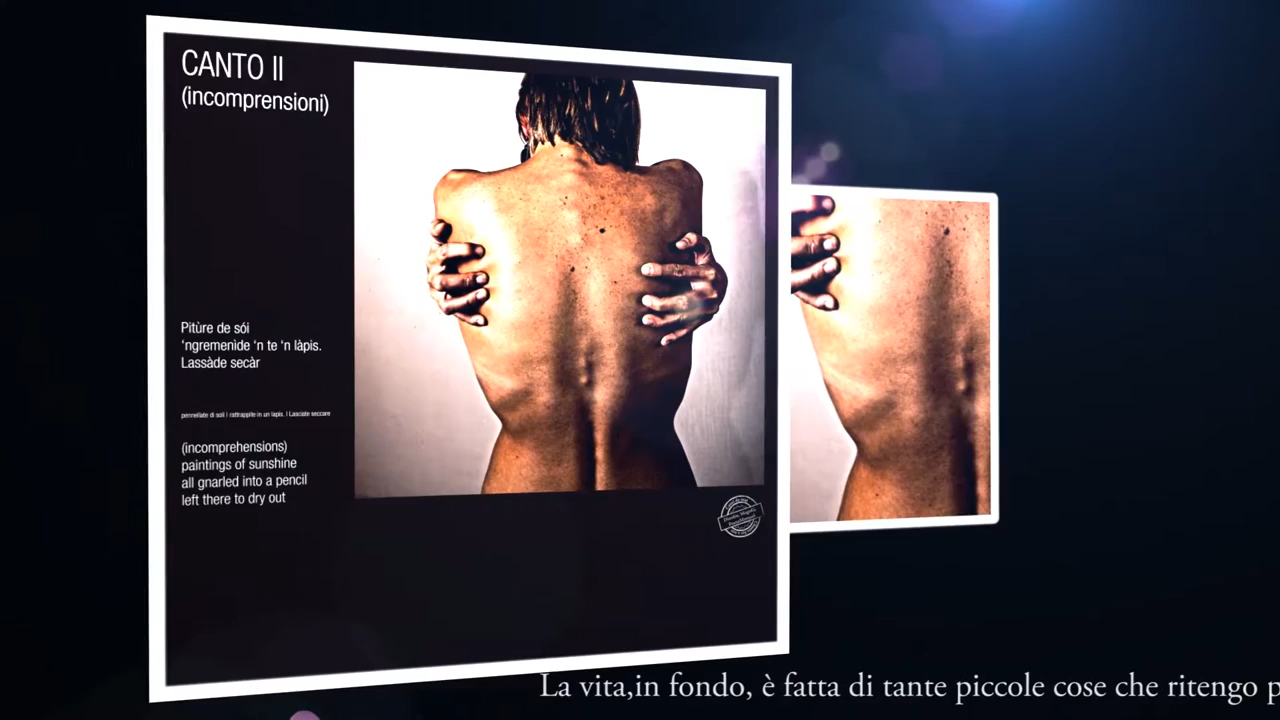 CANTO II
(incomprensioni)
Pitùre de sói
'ngremenìde 'n te 'n làpis.
Lassàde secàr
pennellate di soli | rattrappite in un lapis. | Lasciate seccare
(incomprehensions)
paintings of sunshine
all gnarled into a pencil
left there to dry out
La vita,in fondo, è fatta di tante piccole cose che ritengo p